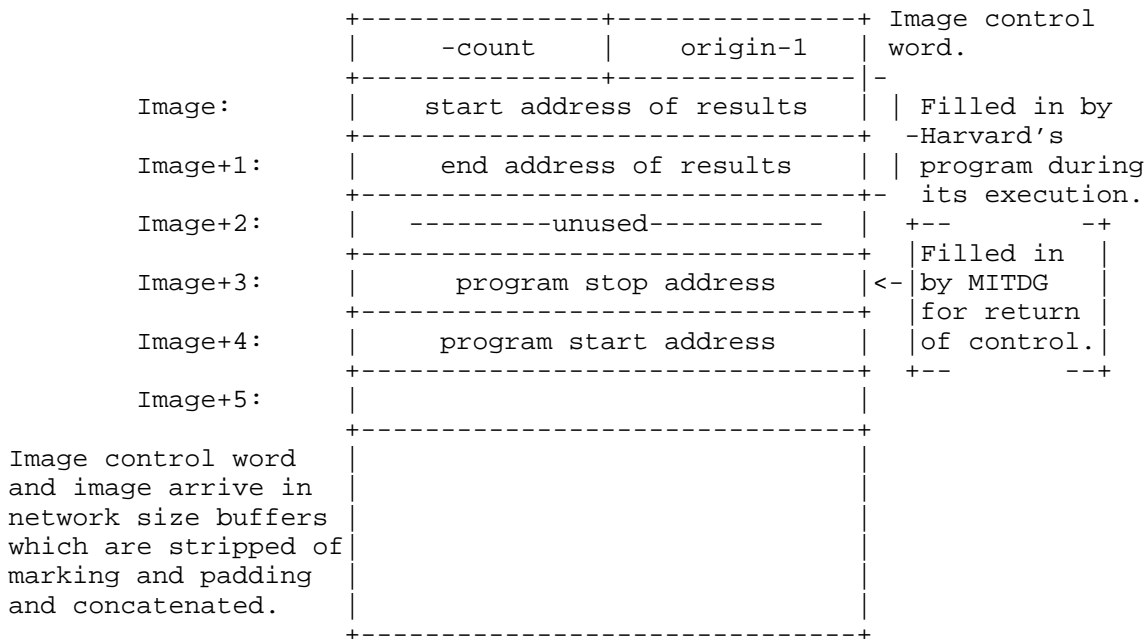 +---------------+---------------+ Image control
                       |     -count    |    origin-1   | word.
                       +---------------+---------------|-
        Image:         |    start address of results   | | Filled in by
                       +-------------------------------+  -Harvard's
        Image+1:       |     end address of results    | | program during
                       +-------------------------------+-  its execution.
        Image+2:       |   ---------unused-----------  |  +--        -+
                       +-------------------------------+  |Filled in  |
        Image+3:       |      program stop address     |<-|by MITDG   |
                       +-------------------------------+  |for return |
        Image+4:       |     program start address     |  |of control.|
                       +-------------------------------+  +--       --+
        Image+5:       |                               |
                       +-------------------------------+
Image control word     |                               |
and image arrive in    |                               |
network size buffers   |                               |
which are stripped of  |                               |
marking and padding    |                               |
and concatenated.      |                               |
                       +-------------------------------+